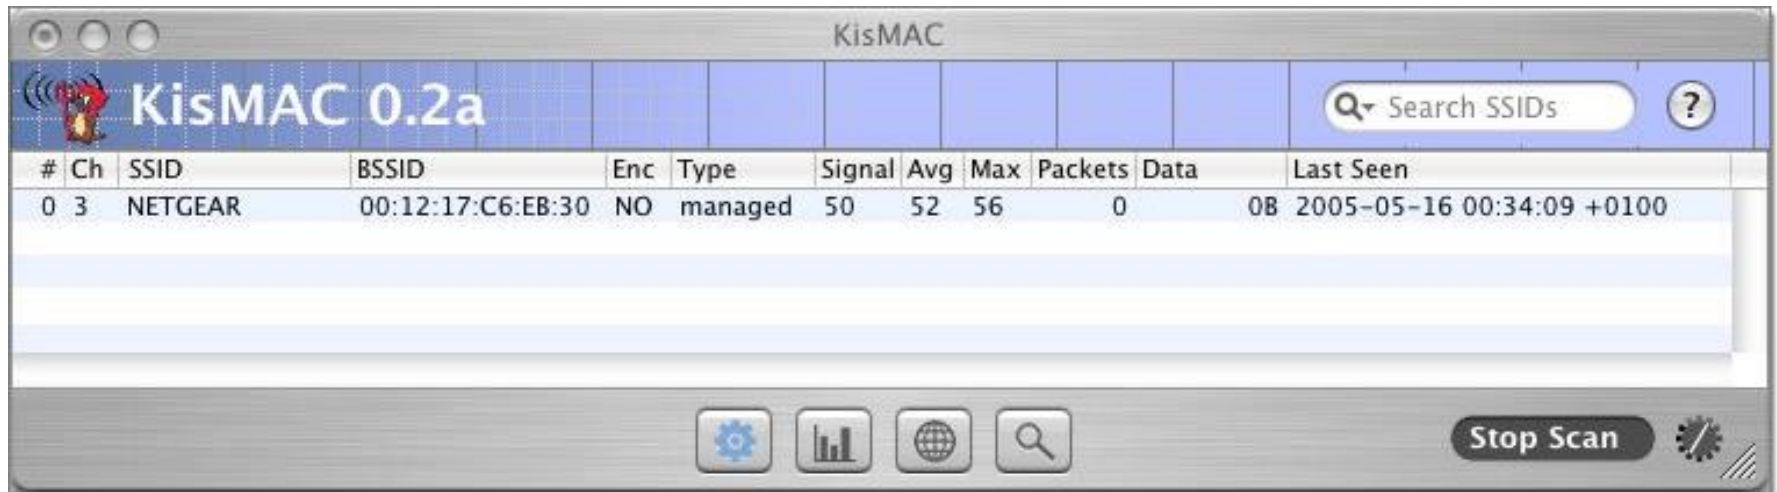 KisMAC
KisMAC 0.2a
Search SSIDs
?
# Ch SSID BSSID Enc Type Signal Avg Max Packets Data Last Seen
0 3 NETGEAR 00:12:17:C6:EB:30 NO managed 50 52 56 0 0B 2005-05-16 00:34:09 +0100
Stop Scan